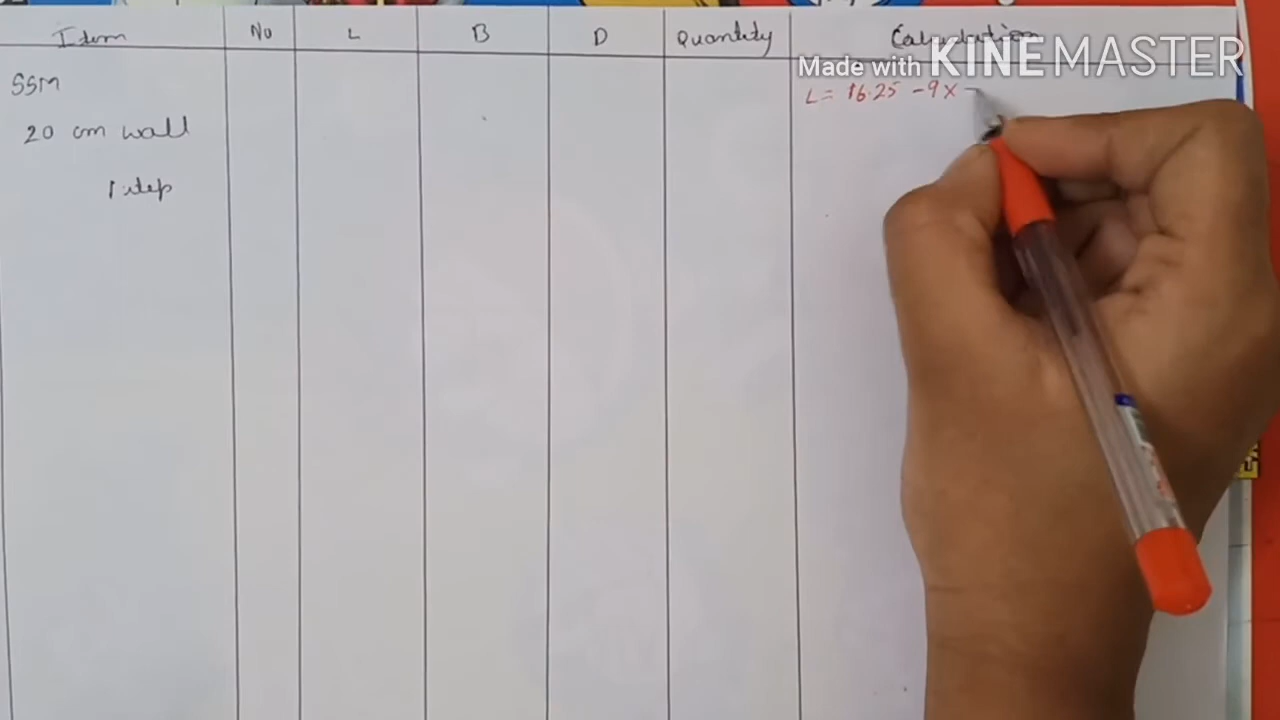 Item No L B D Quantity Calculation
Made with KINEMASTER
SSM
L = 16.25 - 9 x
20 cm wall
1 step